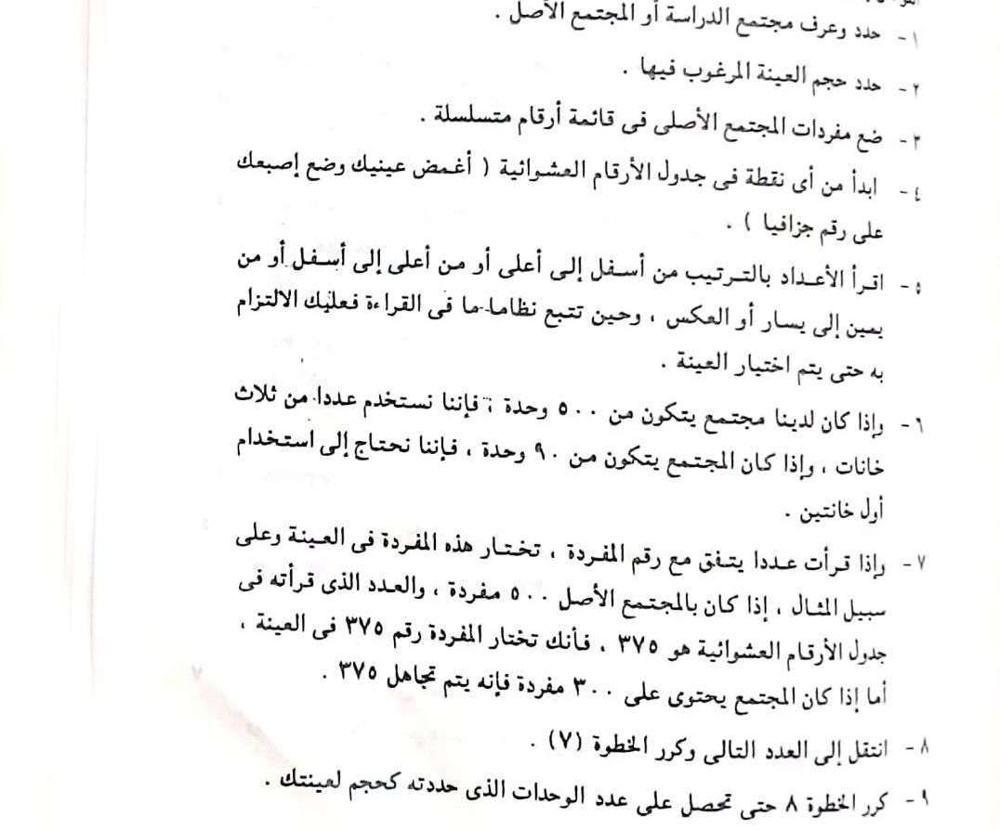 ١- حدد وعرف مجتمع الدراسة أو المجتمع الأصل .
٢- حدد حجم العينة المرغوب فيها .
٣- ضع مفردات المجتمع الأصلى فى قائمة أرقام متسلسلة .
٤- ابدأ من أى نقطة فى جدول الأرقام العشوائية ( أغمض عينيك وضع إصبعك
على رقم جزافيا ) .
٥- اقرأ الأعداد بالترتيب من أسفل إلى أعلى أو من أعلى إلى أسفل أو من
يمين إلى يسار أو العكس ، وحين تتبع نظاما ما فى القراءة فعليك الالتزام
به حتى يتم اختيار العينة .
٦- وإذا كان لدينا مجتمع يتكون من ٥٠٠ وحدة ، فإننا نستخدم عددا من ثلاث
خانات ، وإذا كان المجتمع يتكون من ٩٠ وحدة ، فإننا نحتاج إلى استخدام
أول خانتين .
٧- وإذا قرأت عددا يتفق مع رقم المفردة ، تختار هذه المفردة فى العينة وعلى
سبيل المثال ، إذا كان بالمجتمع الأصل ٥٠٠ مفردة ، والعدد الذى قرأته فى
جدول الأرقام العشوائية هو ٣٧٥ ، فأنك تختار المفردة رقم ٣٧٥ فى العينة ،
أما إذا كان المجتمع يحتوى على ٣٠٠ مفردة فإنه يتم تجاهل ٣٧٥ .
٨- انتقل إلى العدد التالى وكرر الخطوة (٧) .
٩- كرر الخطوة ٨ حتى تحصل على عدد الوحدات الذى حددته كحجم لعينتك .